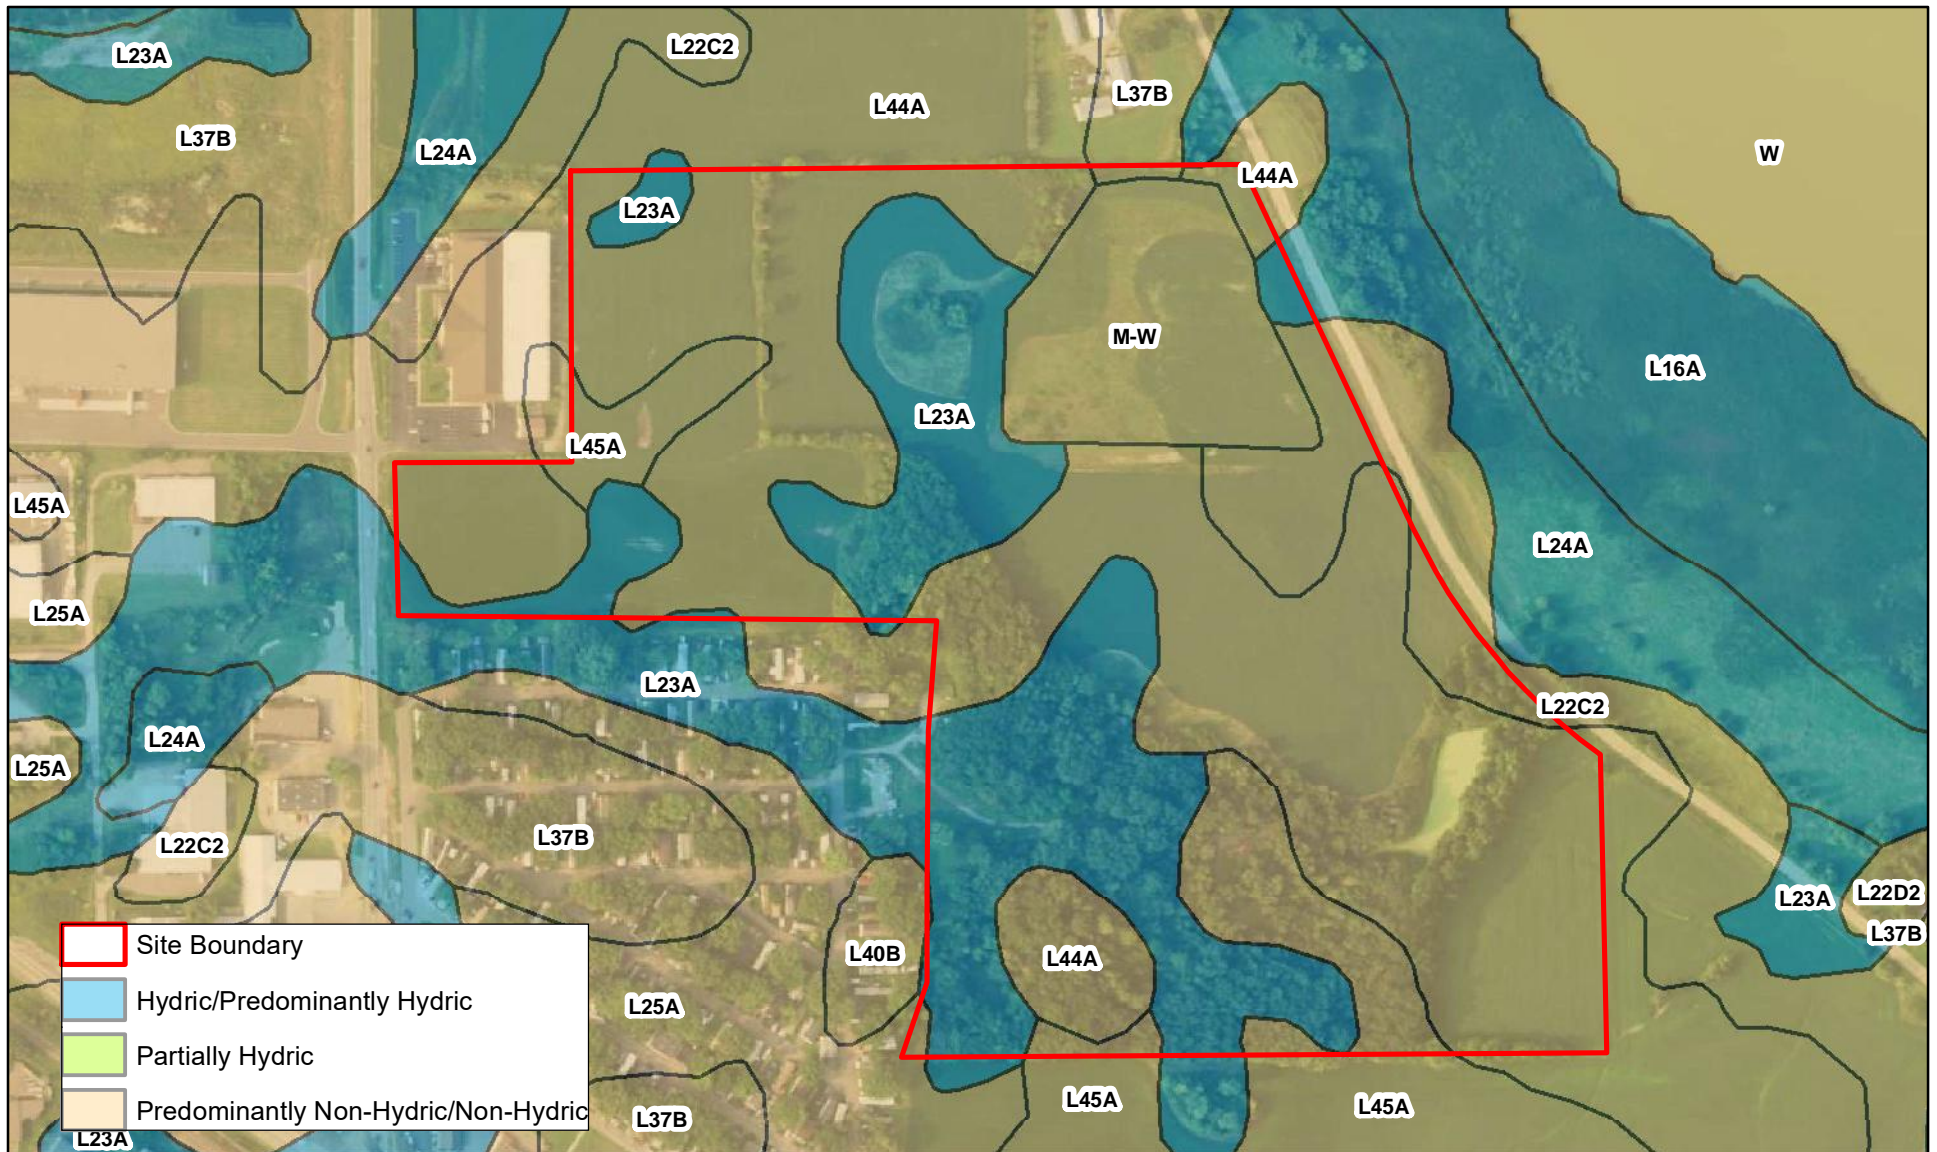 L22C2
L23A
L44A
L37B
L37B
L24A
W
L44A
L23A
M-W
L16A
L23A
L45A
L45A
L24A
L25A
L23A
L22C2
L24A
L25A
L37B
L22C2
L22D2
L23A
L37B
L40B
L44A
L25A
L45A
L45A
L37B
L23A
Site Boundary
Hydric/Predominantly Hydric
Partially Hydric
Predominantly Non-Hydric/Non-Hydric